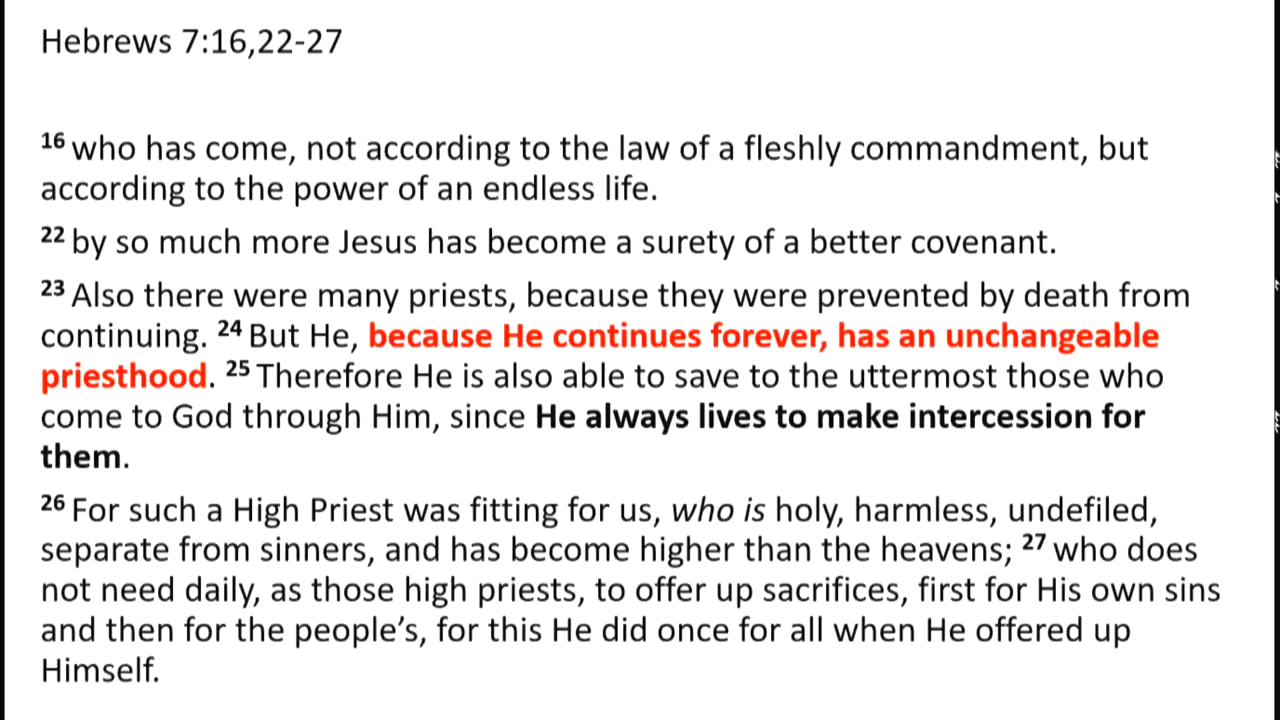 Hebrews 7:16,22-27
16 who has come, not according to the law of a fleshly commandment, but
according to the power of an endless life.
22 by so much more Jesus has become a surety of a better covenant.
23 Also there were many priests, because they were prevented by death from
continuing. 24 But He, because He continues forever, has an unchangeable
priesthood. 25 Therefore He is also able to save to the uttermost those who
come to God through Him, since He always lives to make intercession for
them.
26 For such a High Priest was fitting for us, who is holy, harmless, undefiled,
separate from sinners, and has become higher than the heavens; 27 who does
not need daily, as those high priests, to offer up sacrifices, first for His own sins
and then for the people’s, for this He did once for all when He offered up
Himself.